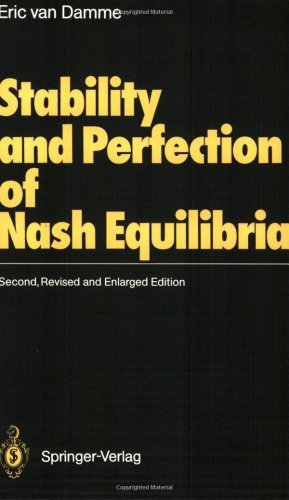 Eric van Damme
Stability
and Perfection
of
Nash Equilibria
Second, Revised and Enlarged Edition
Springer-Verlag